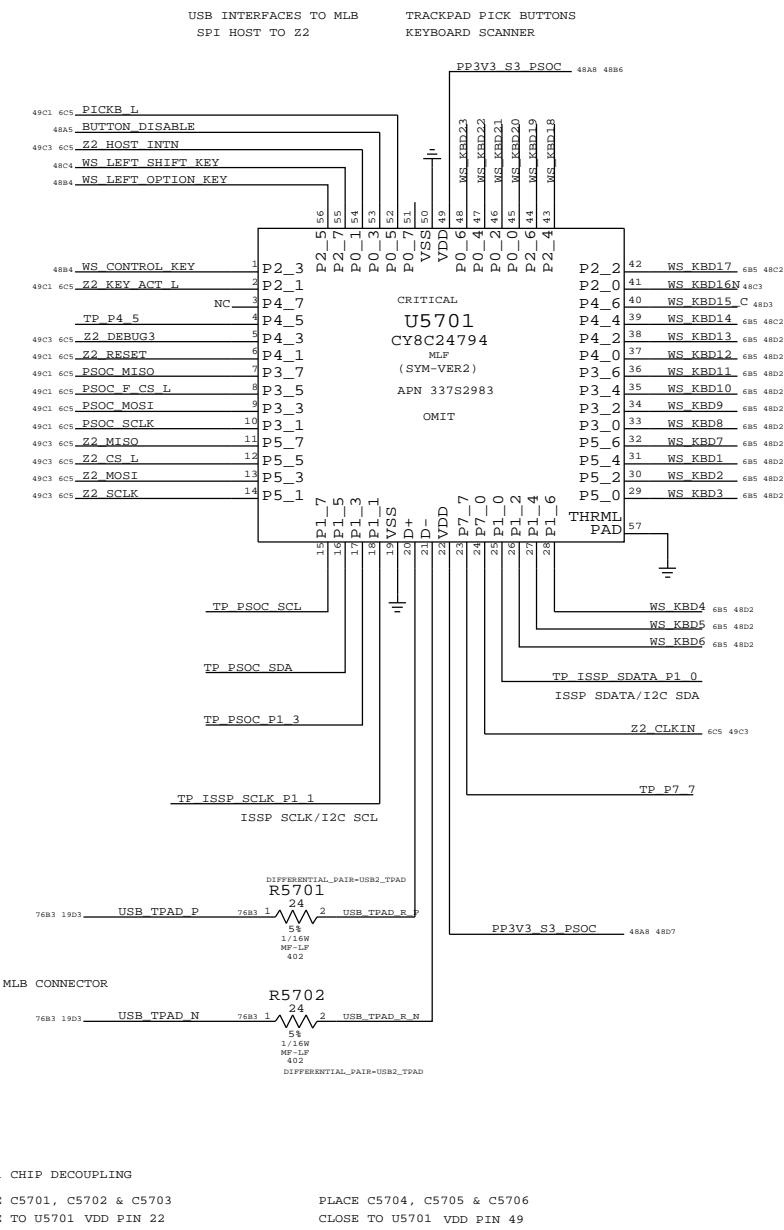 USB INTERFACES TO MLB TRACKPAD PICK BUTTONS
SPI HOST TO Z2 KEYBOARD SCANNER
PP3V3_S3_PSOC 48A8 48B6
49C1 6C5 PICKB_L
48A5 BUTTON_DISABLE
49C3 6C5 Z2_HOST_INTN
48C4 WS_LEFT_SHIFT_KEY
48B4 WS_LEFT_OPTION_KEY
WS_KBD23
WS_KBD22
WS_KBD21
WS_KBD20
WS_KBD19
WS_KBD18
56 55 54 53 52 51 50 49 48 47 46 45 44 43
P2_5 P2_7 P0_1 P0_3 P0_5 P0_7 VSS VDD P0_6 P0_4 P0_2 P0_0 P2_6 P2_4
48B4 WS_CONTROL_KEY 1 P2_3 P2_2 42 WS_KBD17 6B5 48C2
49C1 6C5 Z2_KEY_ACT_L 2 P2_1 P2_0 41 WS_KBD16N 48C3
NC 3 P4_7 CRITICAL P4_6 40 WS_KBD15_C 48D3
TP_P4_5 4 P4_5 U5701 P4_4 39 WS_KBD14 6B5 48C2
49C3 6C5 Z2_DEBUG3 5 P4_3 CY8C24794 P4_2 38 WS_KBD13 6B5 48D2
49C1 6C5 Z2_RESET 6 P4_1 MLF P4_0 37 WS_KBD12 6B5 48D2
49C1 6C5 PSOC_MISO 7 P3_7 (SYM-VER2) P3_6 36 WS_KBD11 6B5 48D2
49C1 6C5 PSOC_F_CS_L 8 P3_5 APN 337S2983 P3_4 35 WS_KBD10 6B5 48D2
49C1 6C5 PSOC_MOSI 9 P3_3 OMIT P3_2 34 WS_KBD9 6B5 48D2
49C1 6C5 PSOC_SCLK 10 P3_1 P3_0 33 WS_KBD8 6B5 48D2
49C3 6C5 Z2_MISO 11 P5_7 P5_6 32 WS_KBD7 6B5 48D2
49C3 6C5 Z2_CS_L 12 P5_5 P5_4 31 WS_KBD1 6B5 48D2
49C3 6C5 Z2_MOSI 13 P5_3 P5_2 30 WS_KBD2 6B5 48D2
49C3 6C5 Z2_SCLK 14 P5_1 P5_0 29 WS_KBD3 6B5 48D2
THRML
PAD 57
P1_7 P1_5 P1_3 P1_1 VSS D+ D- VDD P7_7 P7_0 P1_0 P1_2 P1_4 P1_6
15 16 17 18 19 20 21 22 23 24 25 26 27 28
TP_PSOC_SCL WS_KBD4 6B5 48D2
WS_KBD5 6B5 48D2
WS_KBD6 6B5 48D2
TP_PSOC_SDA TP_ISSP_SDATA_P1_0
ISSP SDATA/I2C SDA
TP_PSOC_P1_3 Z2_CLKIN 6C5 49C3
TP_ISSP_SCLK_P1_1 TP_P7_7
ISSP SCLK/I2C SCL
DIFFERENTIAL_PAIR=USB2_TPAD
R5701
24
76B3 19D3 USB_TPAD_P 76B3 1 2 USB_TPAD_R_P
5%
1/16W
MF-LF
402
PP3V3_S3_PSOC 48A8 48D7
MLB CONNECTOR
R5702
24
76B3 19D3 USB_TPAD_N 76B3 1 2 USB_TPAD_R_N
5%
1/16W
MF-LF
402
DIFFERENTIAL_PAIR=USB2_TPAD
CHIP DECOUPLING
C5701, C5702 & C5703 PLACE C5704, C5705 & C5706
TO U5701 VDD PIN 22 CLOSE TO U5701 VDD PIN 49